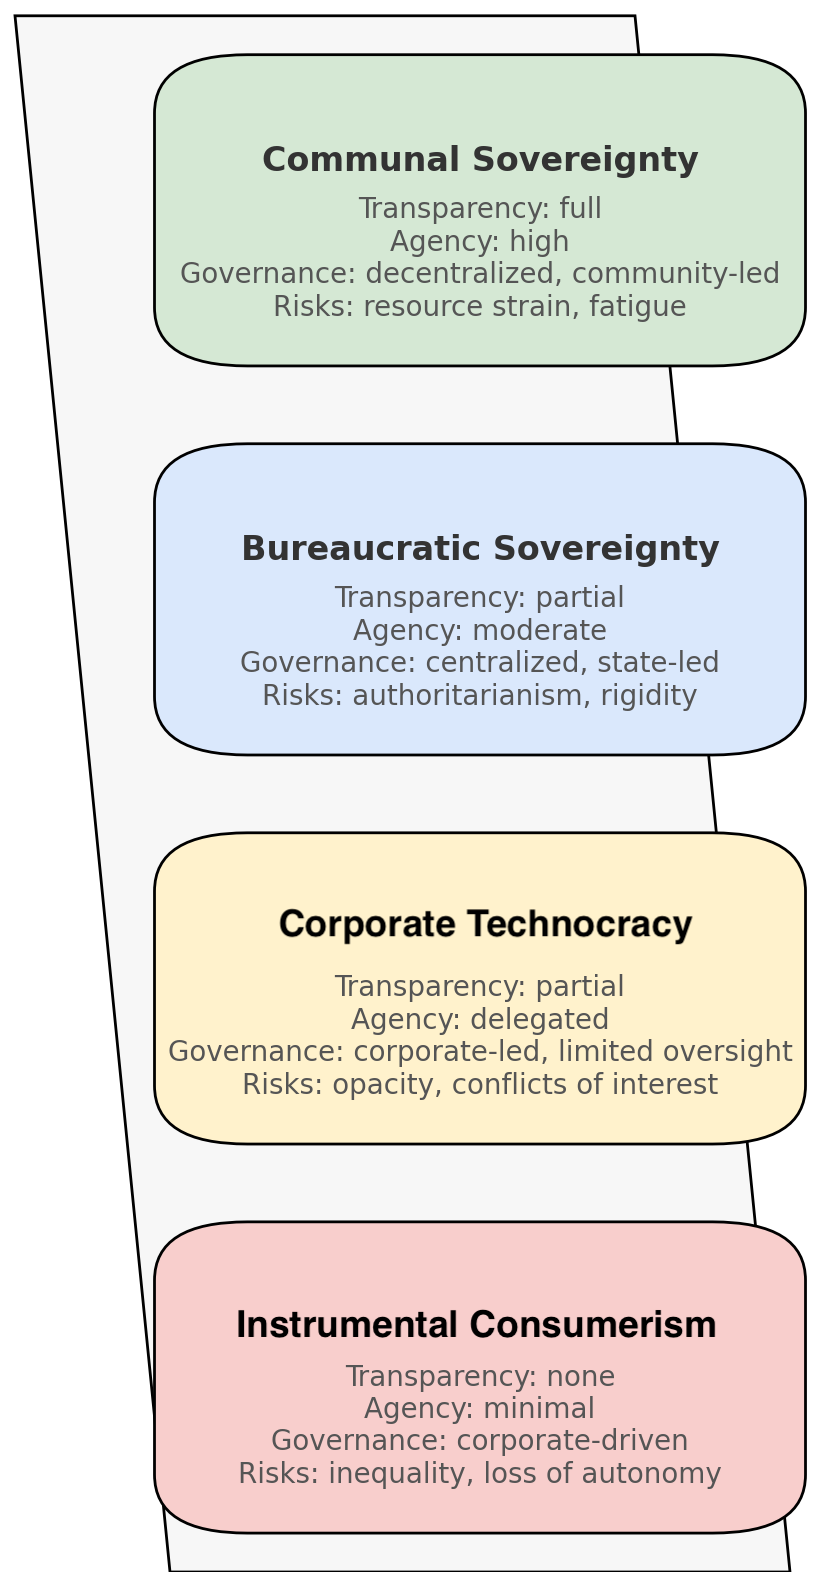 Communal Sovereignty
Transparency: full
Agency: high
Governance: decentralized, community-led
Risks: resource strain, fatigue
Bureaucratic Sovereignty
Transparency: partial
Agency: moderate
Governance: centralized, state-led
Risks: authoritarianism, rigidity
Corporate Technocracy
Transparency: partial
Agency: delegated
Governance: corporate-led, limited oversight
Risks: opacity, conflicts of interest
Instrumental Consumerism
Transparency: none
Agency: minimal
Governance: corporate-driven
Risks: inequality, loss of autonomy